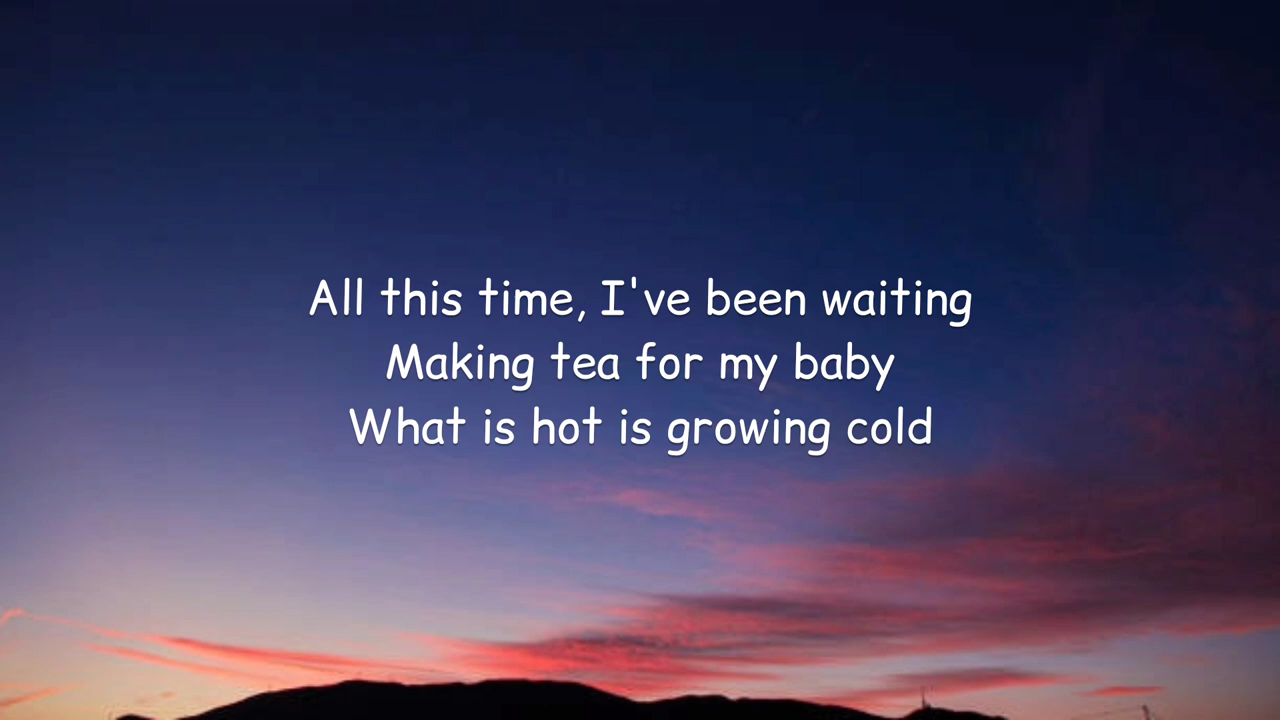 All this time, I've been waiting
Making tea for my baby
What is hot is growing cold